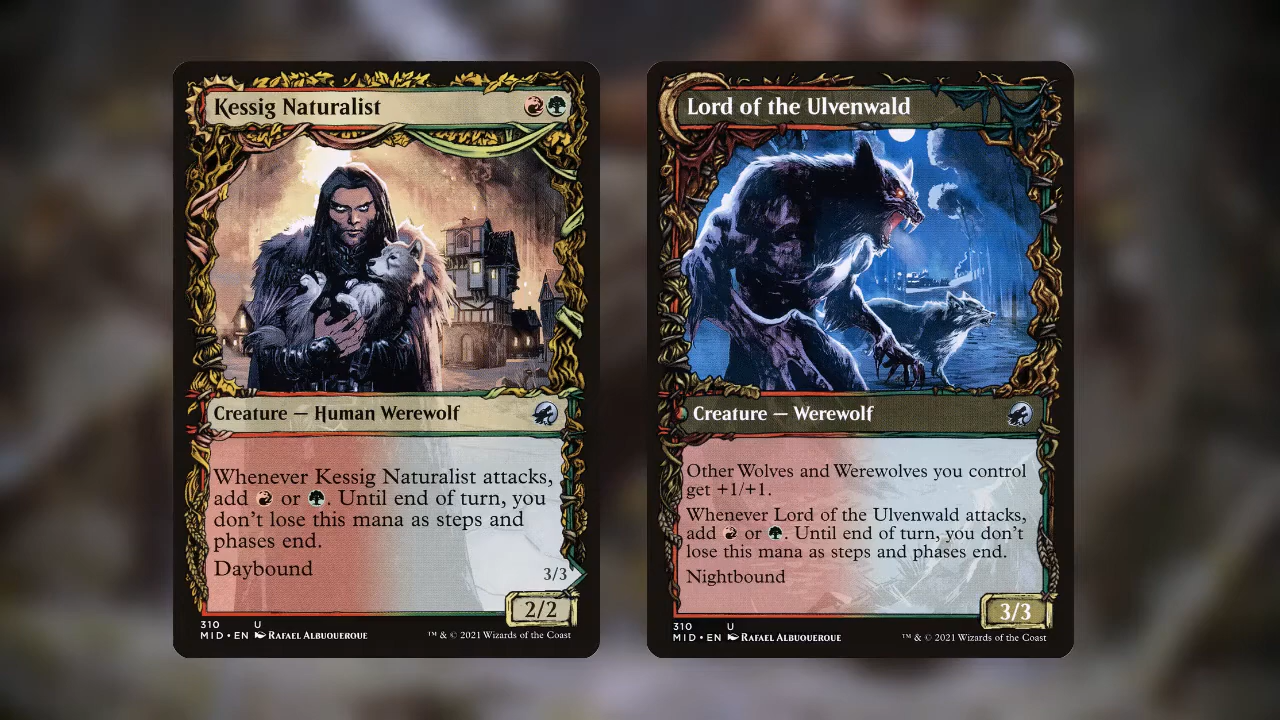 Kessig Naturalist
Creature — Human Werewolf
Whenever Kessig Naturalist attacks,
add or . Until end of turn, you
don't lose this mana as steps and
phases end.
Daybound
3/3
2/2
310 U
MID • EN Rafael Albuquerque
™ & © 2021 Wizards of the Coast
Lord of the Ulvenwald
Creature — Werewolf
Other Wolves and Werewolves you control
get +1/+1.
Whenever Lord of the Ulvenwald attacks,
add or . Until end of turn, you don't
lose this mana as steps and phases end.
Nightbound
3/3
310 U
MID • EN Rafael Albuquerque
™ & © 2021 Wizards of the Coast